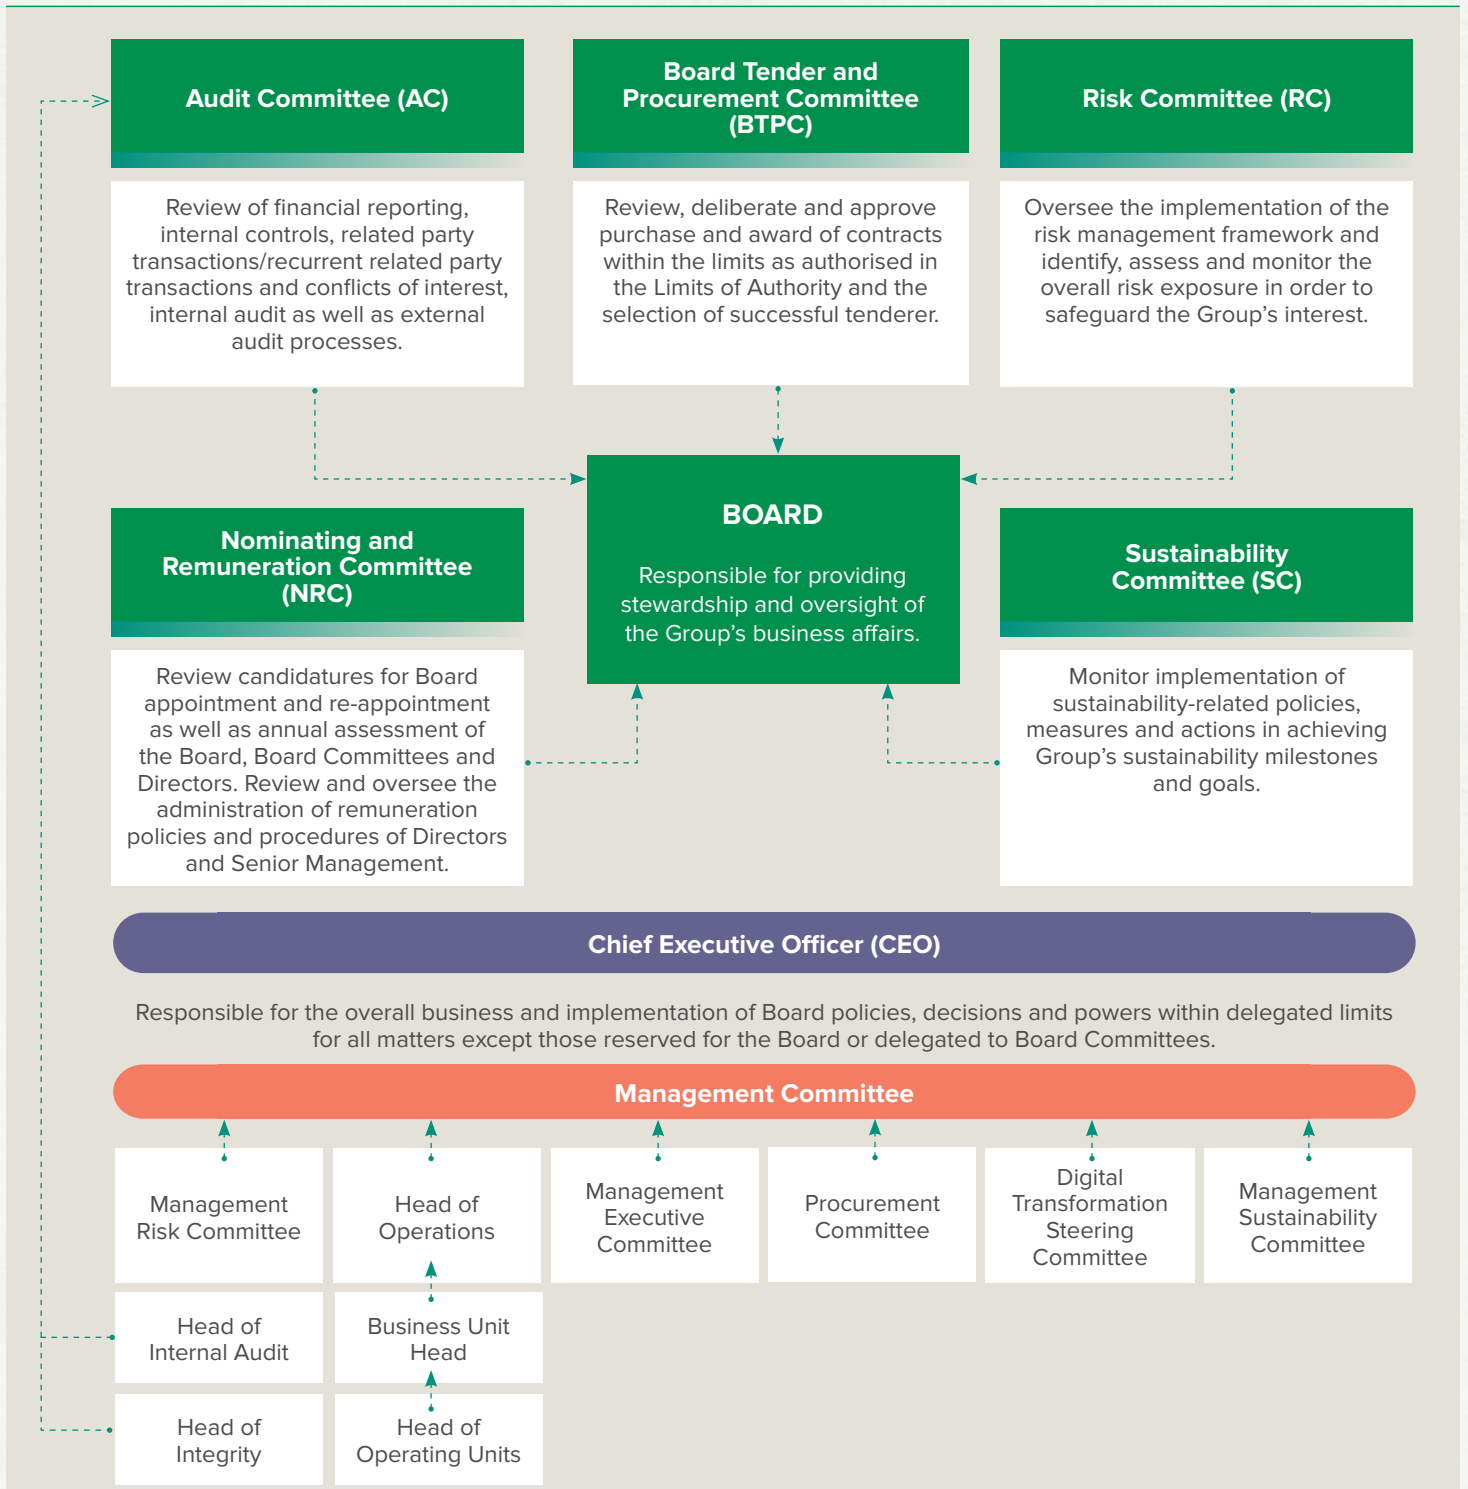 Audit Committee (AC)
Review of financial reporting,
internal controls, related party
transactions/recurrent related party
transactions and conflicts of interest,
internal audit as well as external
audit processes.
Board Tender and
Procurement Committee
(BTPC)
Review, deliberate and approve
purchase and award of contracts
within the limits as authorised in
the Limits of Authority and the
selection of successful tenderer.
Risk Committee (RC)
Oversee the implementation of the
risk management framework and
identify, assess and monitor the
overall risk exposure in order to
safeguard the Group’s interest.
Nominating and
Remuneration Committee
(NRC)
Review candidatures for Board
appointment and re-appointment
as well as annual assessment of
the Board, Board Committees and
Directors. Review and oversee the
administration of remuneration
policies and procedures of Directors
and Senior Management.
BOARD
Responsible for providing
stewardship and oversight of
the Group’s business affairs.
Sustainability
Committee (SC)
Monitor implementation of
sustainability-related policies,
measures and actions in achieving
Group’s sustainability milestones
and goals.
Chief Executive Officer (CEO)
Responsible for the overall business and implementation of Board policies, decisions and powers within delegated limits
for all matters except those reserved for the Board or delegated to Board Committees.
Management Committee
Management
Risk Committee
Head of
Operations
Management
Executive
Committee
Procurement
Committee
Digital
Transformation
Steering
Committee
Management
Sustainability
Committee
Head of
Internal Audit
Business Unit
Head
Head of
Integrity
Head of
Operating Units